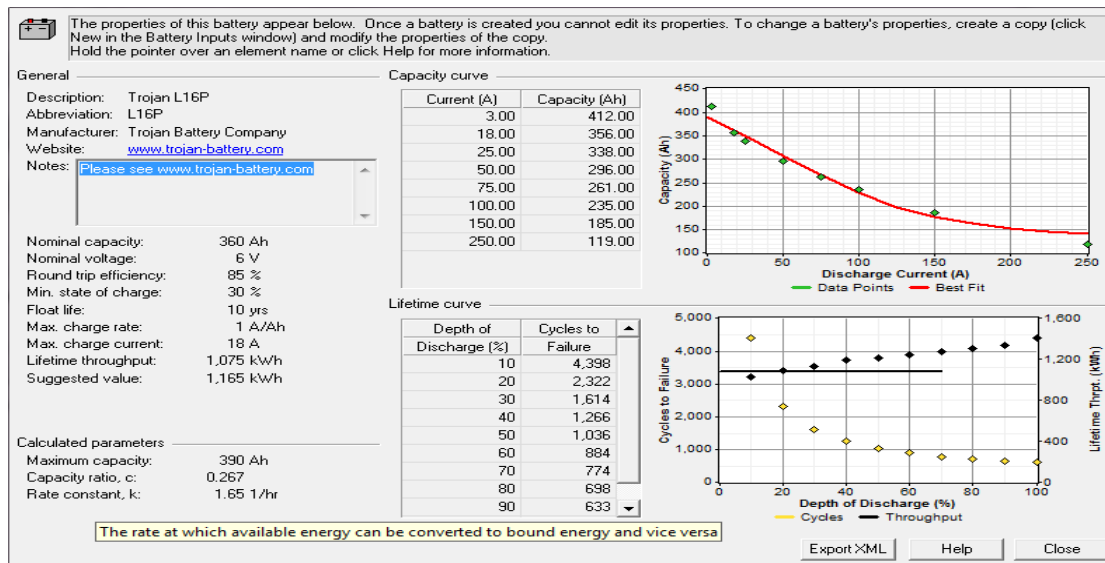 The properties of this battery appear below.  Once a battery is created you cannot edit its properties. To change a battery's properties, create a copy (click
New in the Battery Inputs window) and modify the properties of the copy.
Hold the pointer over an element name or click Help for more information.
General
Description: Trojan L16P
Abbreviation: L16P
Manufacturer: Trojan Battery Company
Website: www.trojan-battery.com
Notes: Please see www.trojan-battery.com
Nominal capacity: 360 Ah
Nominal voltage: 6 V
Round trip efficiency: 85 %
Min. state of charge: 30 %
Float life: 10 yrs
Max. charge rate: 1 A/Ah
Max. charge current: 18 A
Lifetime throughput: 1,075 kWh
Suggested value: 1,165 kWh
Calculated parameters
Maximum capacity: 390 Ah
Capacity ratio, c: 0.267
Rate constant, k: 1.65 1/hr
The rate at which available energy can be converted to bound energy and vice versa
Capacity curve
Current (A) Capacity (Ah)
3.00 412.00
18.00 356.00
25.00 338.00
50.00 296.00
75.00 261.00
100.00 235.00
150.00 185.00
250.00 119.00
Capacity (Ah)
450
400
350
300
250
200
150
100
0 50 100 150 200 250
Discharge Current (A)
Data Points Best Fit
Lifetime curve
Depth of Cycles to
Discharge (%) Failure
10 4,398
20 2,322
30 1,614
40 1,266
50 1,036
60 884
70 774
80 698
90 633
Cycles to Failure
5,000
4,000
3,000
2,000
1,000
0
0 20 40 60 80 100
1,600
1,200
800
400
0
Lifetime Thrpt. (kWh)
Depth of Discharge (%)
Cycles Throughput
Export XML Help Close